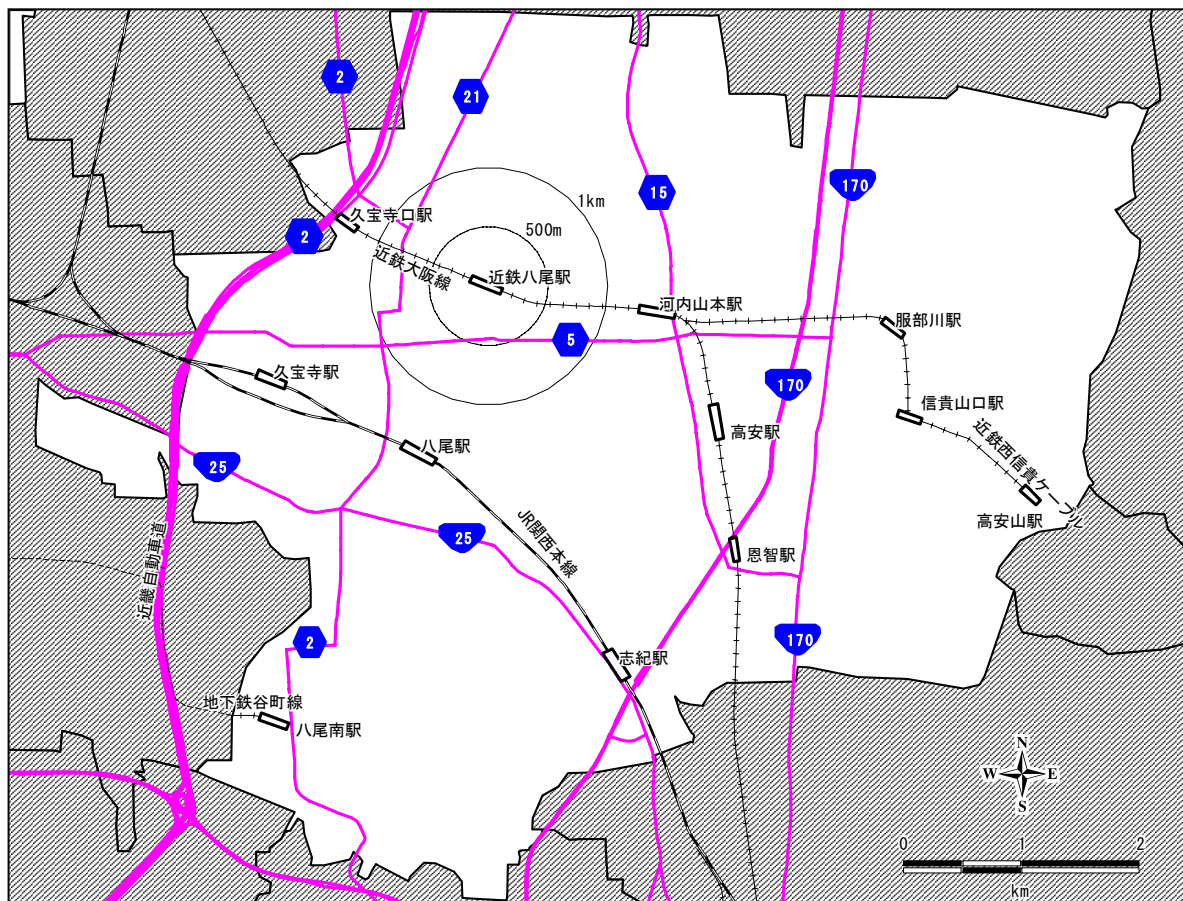 2
21
15
170
1km
久宝寺口駅
500m
2
近鉄大阪線
近鉄八尾駅
河内山本駅
服部川駅
5
久宝寺駅
170
信貴山口駅
高安駅
近鉄西信貴ケーブル
八尾駅
25
高安山駅
JR関西本線
25
恩智駅
近畿自動車道
2
170
志紀駅
地下鉄谷町線
八尾南駅
N
W
E
S
0
1
2
km